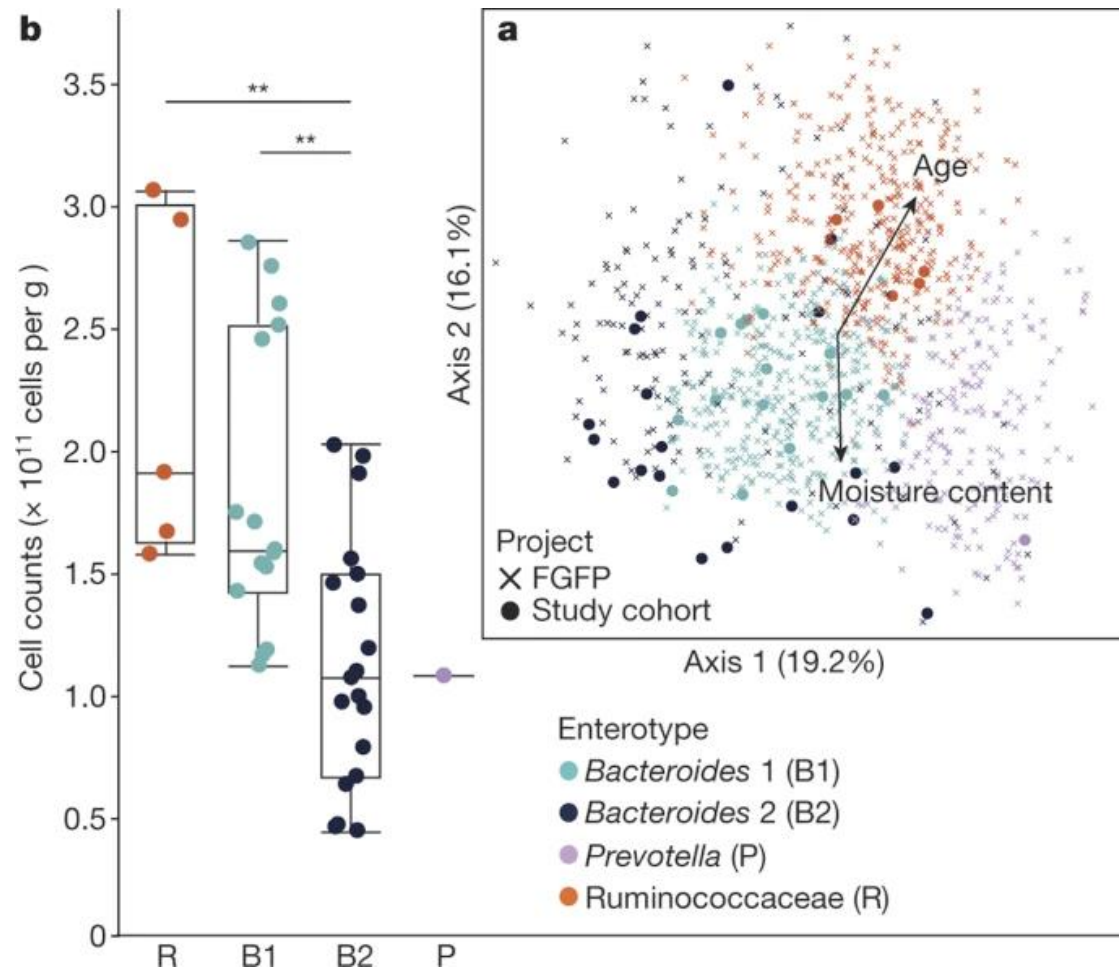 b
Cell counts (× 10¹¹ cells per g)
3.5
3.0
2.5
2.0
1.5
1.0
0.5
0
**
**
R B1 B2 P
a
Axis 2 (16.1%)
Age
Moisture content
Project
× FGFP
● Study cohort
Axis 1 (19.2%)
Enterotype
Bacteroides 1 (B1)
Bacteroides 2 (B2)
Prevotella (P)
Ruminococcaceae (R)